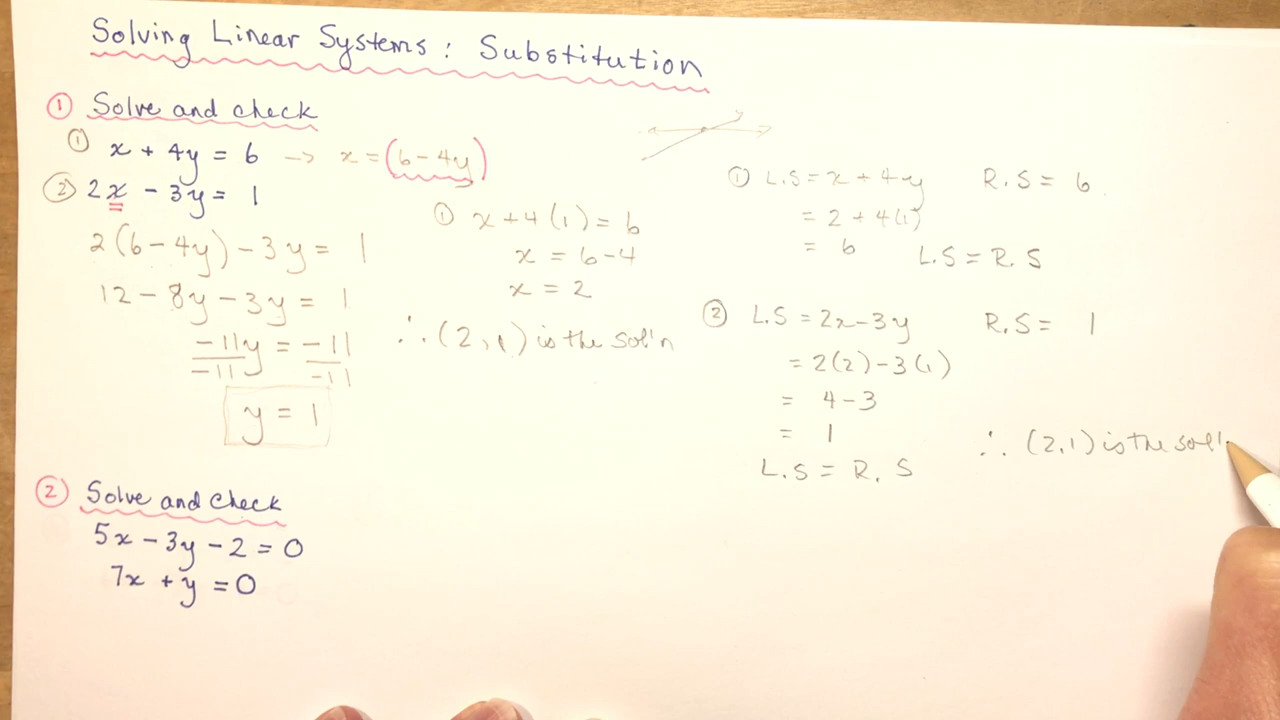 Solving Linear Systems: Substitution
① Solve and check
① x + 4y = 6 -> x = (6 - 4y)
② 2x - 3y = 1
2(6 - 4y) - 3y = 1
12 - 8y - 3y = 1
-11y = -11
-11 -11
y = 1
① x + 4(1) = 6
x = 6 - 4
x = 2
∴ (2, 1) is the sol'n
① L.S = x + 4y R.S = 6
= 2 + 4(1)
= 6 L.S = R.S
② L.S = 2x - 3y R.S = 1
= 2(2) - 3(1)
= 4 - 3
= 1
L.S = R.S
∴ (2,1) is the sol'
② Solve and check
5x - 3y - 2 = 0
7x + y = 0